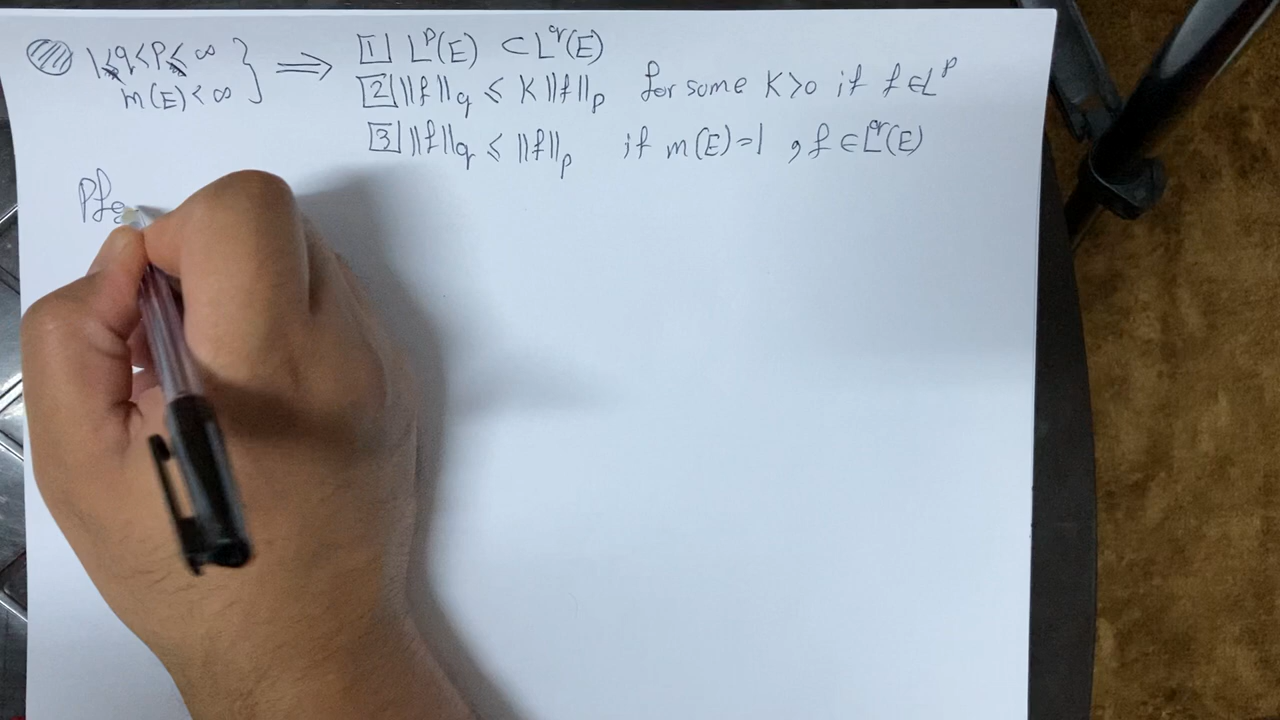 1≤q<p≤∞ } ⟹ [1] L^p(E) ⊂ L^q(E)
m(E)<∞ [2] ||f||_q ≤ K||f||_p for some K>0 if f∈L^p
[3] ||f||_q ≤ ||f||_p if m(E)=1 , f∈L^q(E)
Pf: